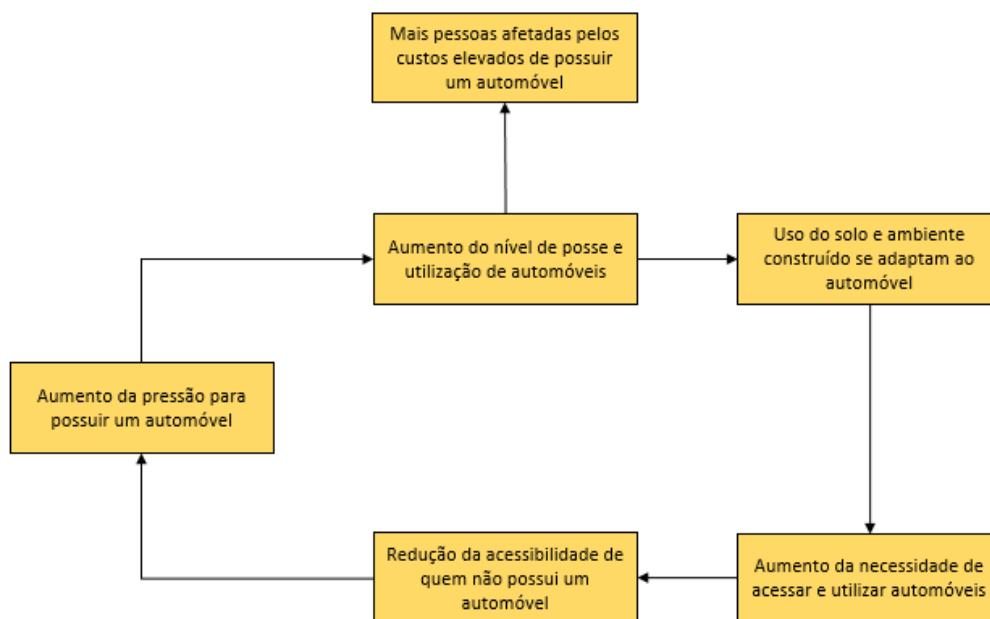 Mais pessoas afetadas pelos
custos elevados de possuir
um automóvel
Aumento do nível de posse e
utilização de automóveis
Uso do solo e ambiente
construído se adaptam ao
automóvel
Aumento da pressão para
possuir um automóvel
Redução da acessibilidade de
quem não possui um
automóvel
Aumento da necessidade de
acessar e utilizar automóveis